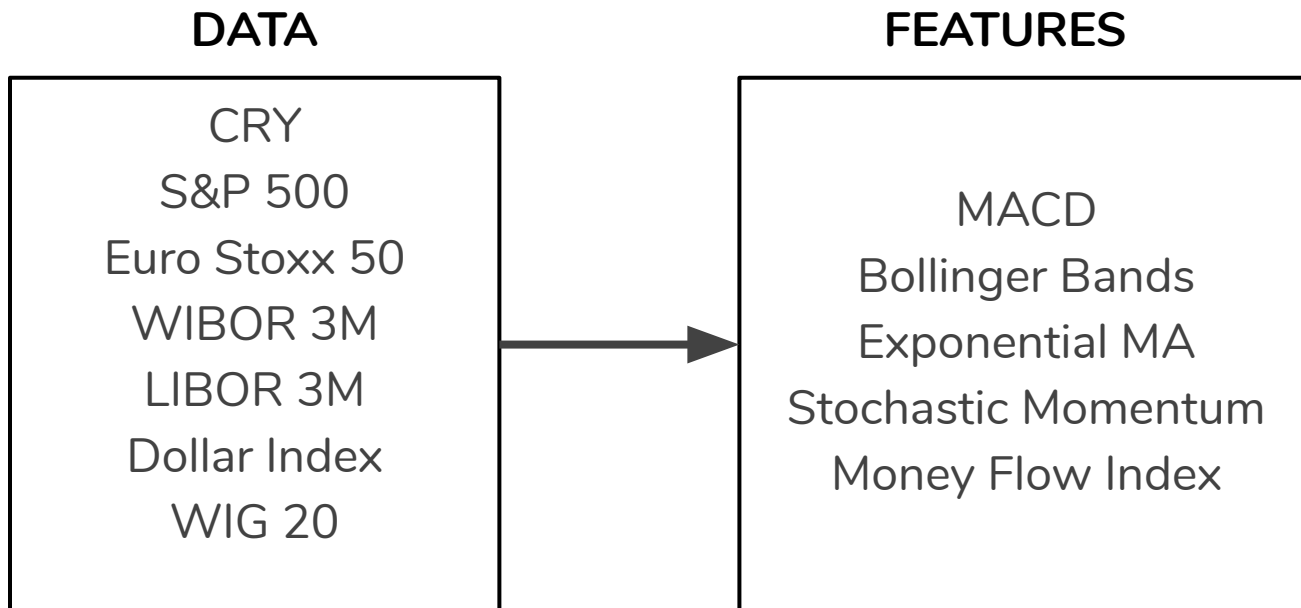 DATA
CRY
S&P 500
Euro Stoxx 50
WIBOR 3M
LIBOR 3M
Dollar Index
WIG 20
FEATURES
MACD
Bollinger Bands
Exponential MA
Stochastic Momentum
Money Flow Index